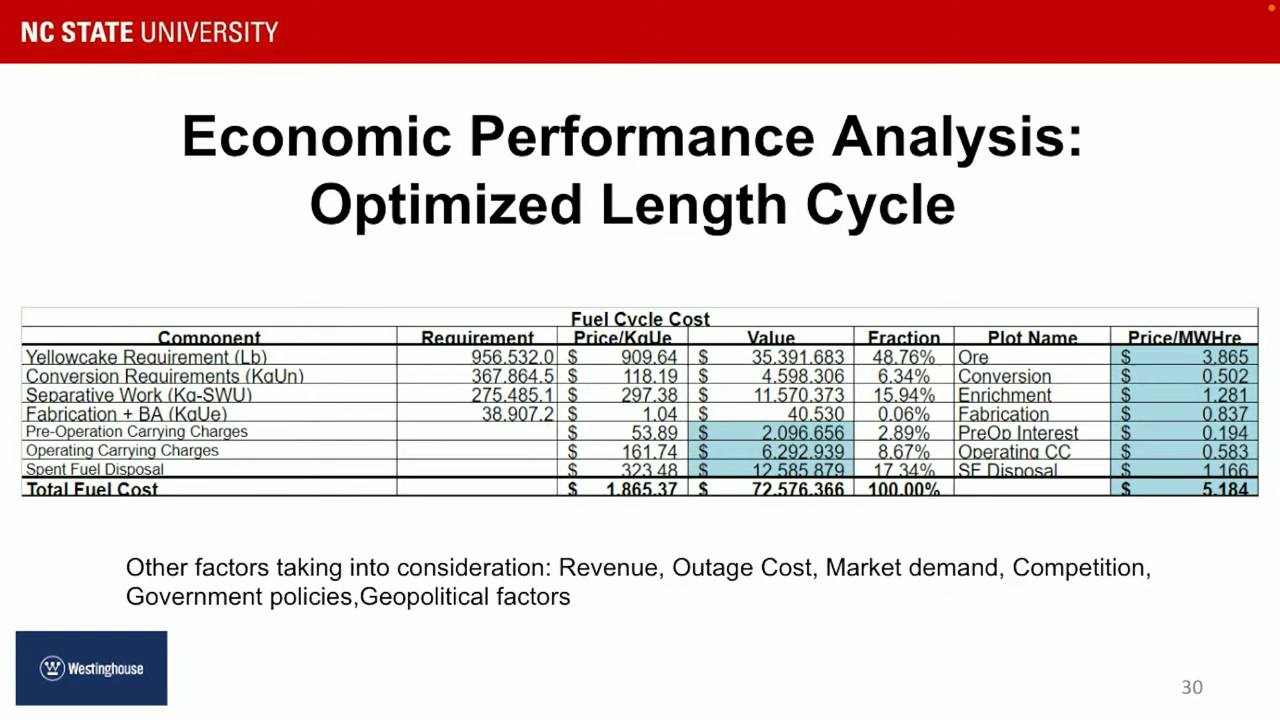 NC STATE UNIVERSITY
Economic Performance Analysis:
Optimized Length Cycle
Fuel Cycle Cost
Component Requirement Price/KgUe Value Fraction Plot Name Price/MWHre
Yellowcake Requirement (Lb) 956.532.0 $ 909.64 $ 35.391.683 48.76% Ore $ 3.865
Conversion Requirements (KgUn) 367.864.5 $ 118.19 $ 4.598.306 6.34% Conversion $ 0.502
Separative Work (Kg-SWU) 275.485.1 $ 297.38 $ 11.570.373 15.94% Enrichment $ 1.281
Fabrication + BA (KgUe) 38.907.2 $ 1.04 $ 40.530 0.06% Fabrication $ 0.837
Pre-Operation Carrying Charges $ 53.89 $ 2.096.656 2.89% PreOp Interest $ 0.194
Operating Carrying Charges $ 161.74 $ 6.292.939 8.67% Operating CC $ 0.583
Spent Fuel Disposal $ 323.48 $ 12.585.879 17.34% SF Disposal $ 1.166
Total Fuel Cost $ 1.865.37 $ 72.576.366 100.00% $ 5.184
Other factors taking into consideration: Revenue, Outage Cost, Market demand, Competition,
Government policies,Geopolitical factors
Westinghouse
30